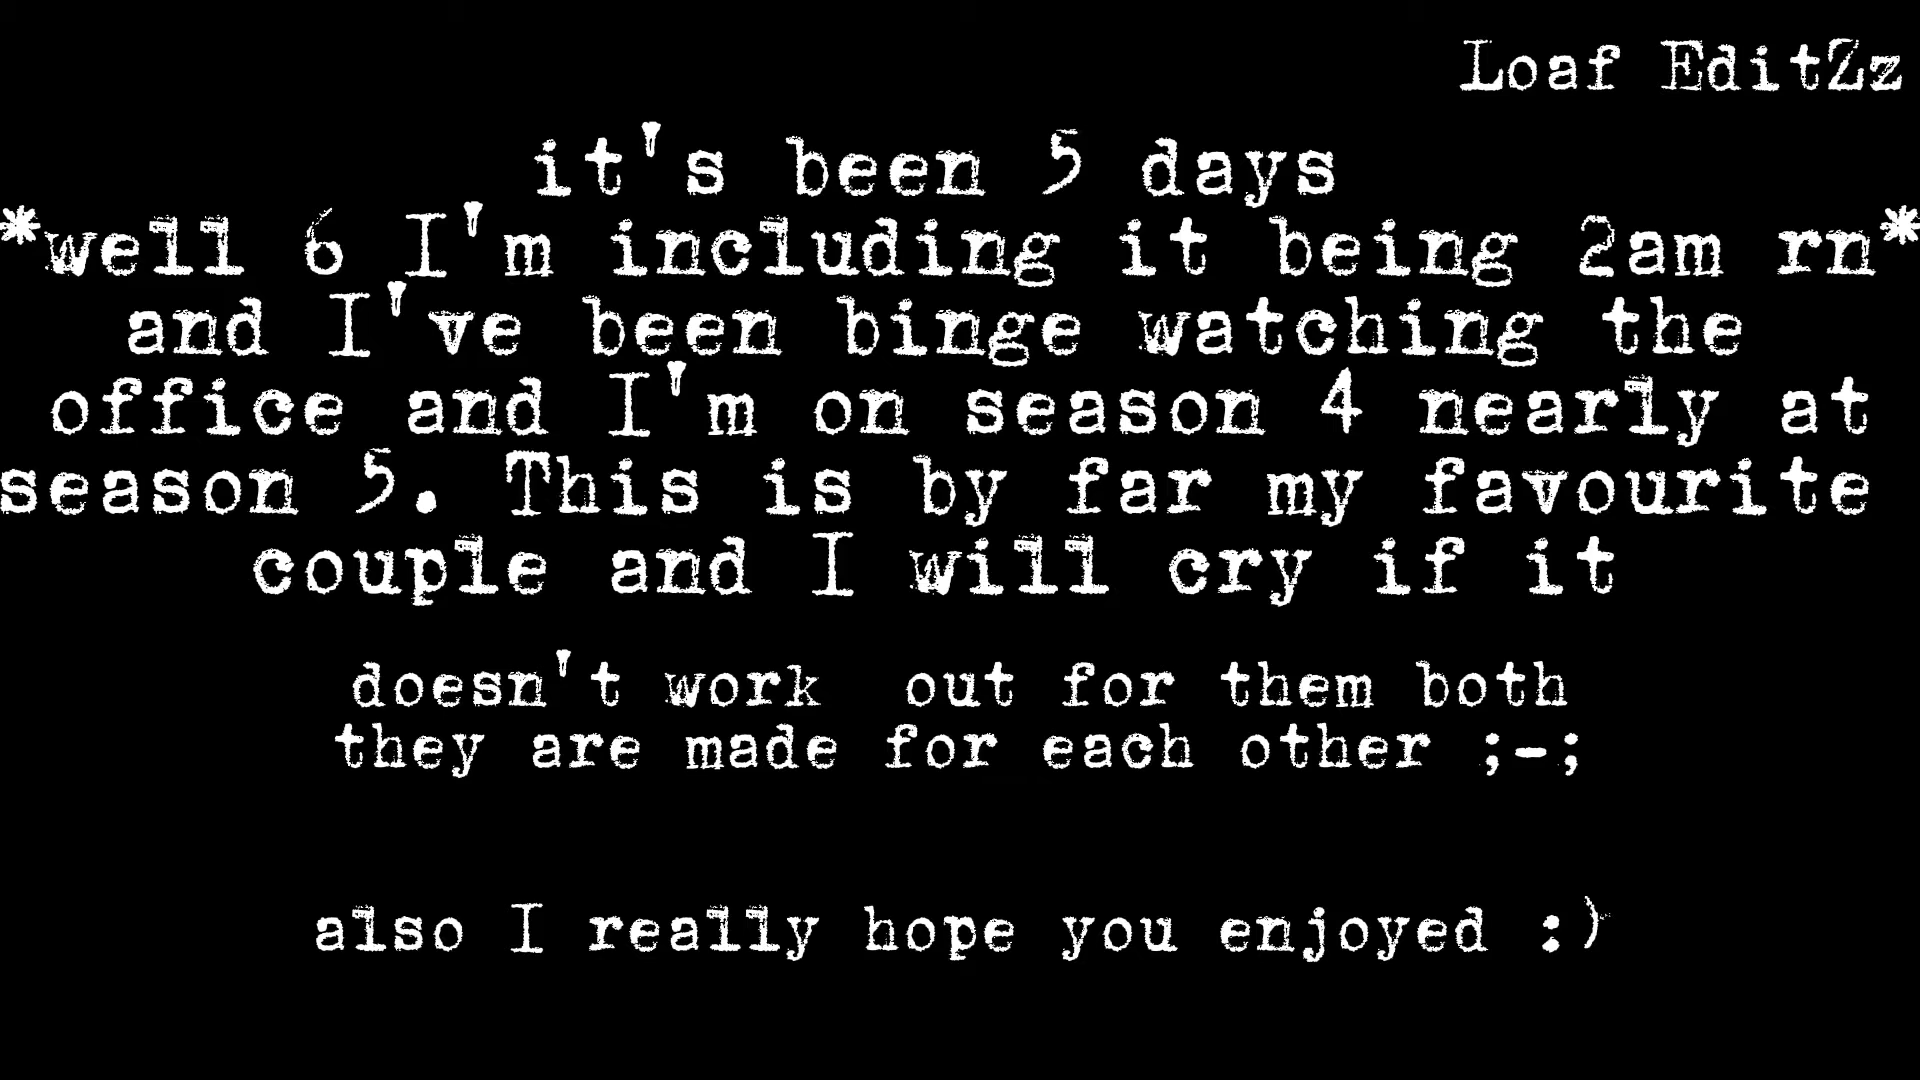 Loaf EditZz
it's been 5 days
*well 6 I'm including it being 2am rn*
and I've been binge watching the
office and I'm on season 4 nearly at
season 5. This is by far my favourite
couple and I will cry if it
doesn't work  out for them both
they are made for each other ;-;
also I really hope you enjoyed :)